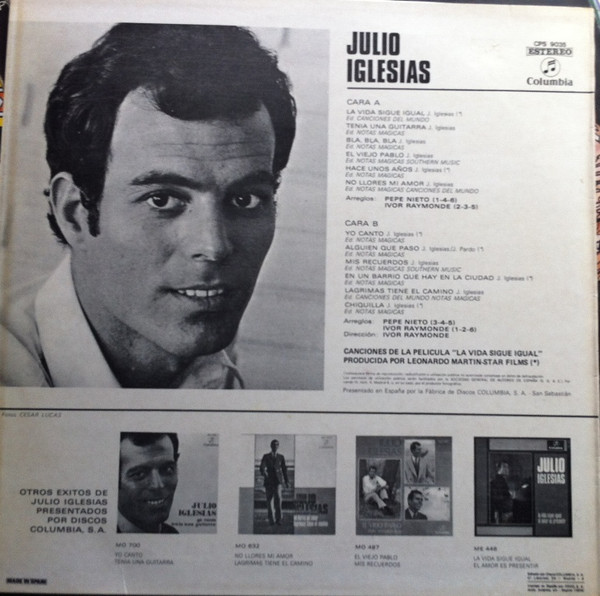 JULIO
IGLESIAS
CPS 9035
ESTEREO
Columbia
CARA A
LA VIDA SIGUE IGUAL J. Iglesias (*)
Ed. CANCIONES DEL MUNDO
TENIA UNA GUITARRA J. Iglesias
Ed. NOTAS MAGICAS
BLA, BLA, BLA J. Iglesias
Ed. NOTAS MAGICAS
EL VIEJO PABLO J. Iglesias
Ed. NOTAS MAGICAS SOUTHERN MUSIC
HACE UNOS AÑOS J. Iglesias (*)
Ed. NOTAS MAGICAS
NO LLORES MI AMOR J. Iglesias
Ed. NOTAS MAGICAS CANCIONES DEL MUNDO
Arreglos: PEPE NIETO (1-4-6)
IVOR RAYMONDE (2-3-5)
CARA B
YO CANTO J. Iglesias (*)
Ed. NOTAS MAGICAS
ALGUIEN QUE PASO J. Iglesias/J. Pardo (*)
Ed. NOTAS MAGICAS
MIS RECUERDOS J. Iglesias
Ed. NOTAS MAGICAS SOUTHERN MUSIC
EN UN BARRIO QUE HAY EN LA CIUDAD J. Iglesias (*)
Ed. NOTAS MAGICAS
LAGRIMAS TIENE EL CAMINO J. Iglesias
Ed. CANCIONES DEL MUNDO NOTAS MAGICAS
CHIQUILLA J. Iglesias (*)
Ed. NOTAS MAGICAS
Arreglos: PEPE NIETO (3-4-5)
IVOR RAYMONDE (1-2-6)
Dirección: IVOR RAYMONDE
CANCIONES DE LA PELICULA "LA VIDA SIGUE IGUAL"
PRODUCIDA POR LEONARDO MARTIN-STAR FILMS (*)
Presentado en España por la Fábrica de Discos COLUMBIA, S. A. - San Sebastián
Fotos: CESAR LUCAS
OTROS EXITOS DE
JULIO IGLESIAS
PRESENTADOS
POR DISCOS
COLUMBIA, S.A.
JULIO
IGLESIAS
JULIO
IGLESIAS
MO 700
YO CANTO
TENIA UNA GUITARRA
MO 632
NO LLORES MI AMOR
LAGRIMAS TIENE EL CAMINO
MO 487
EL VIEJO PABLO
MIS RECUERDOS
ME 448
LA VIDA SIGUE IGUAL
EL AMOR ES PRESENTIR
MADE IN SPAIN